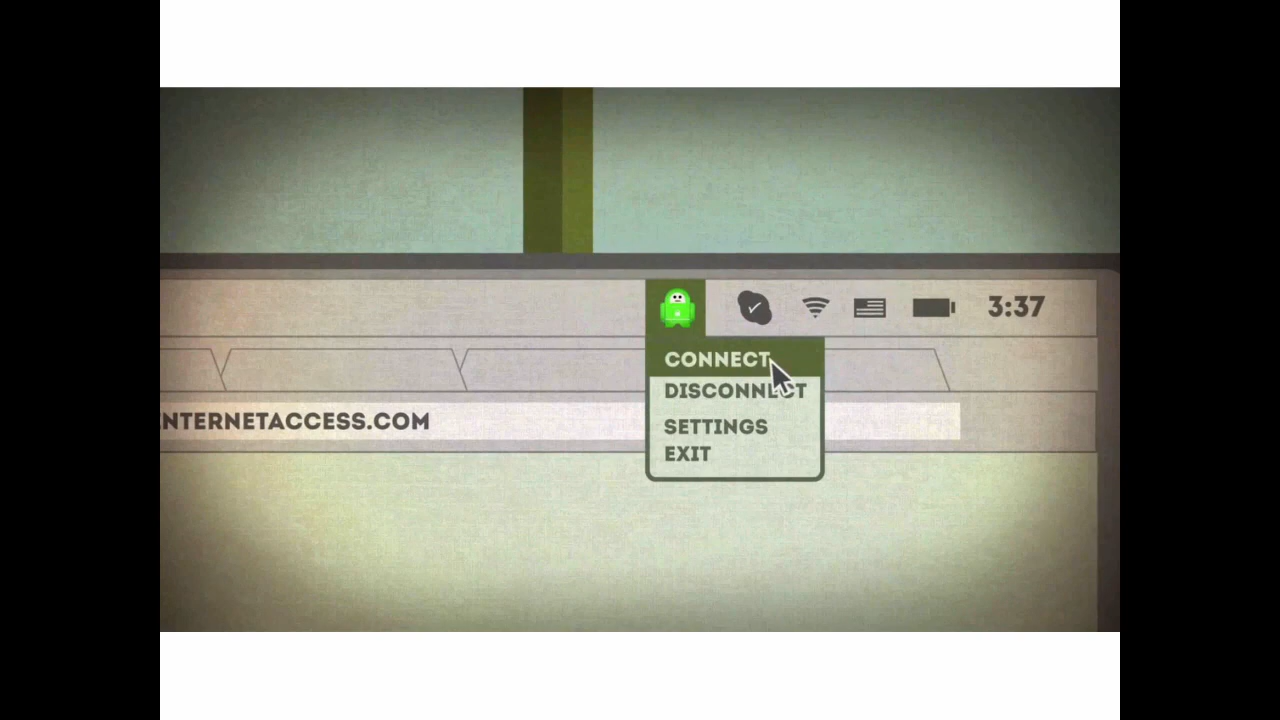 3:37
CONNECT
DISCONNECT
NTERNETACCESS.COM
SETTINGS
EXIT